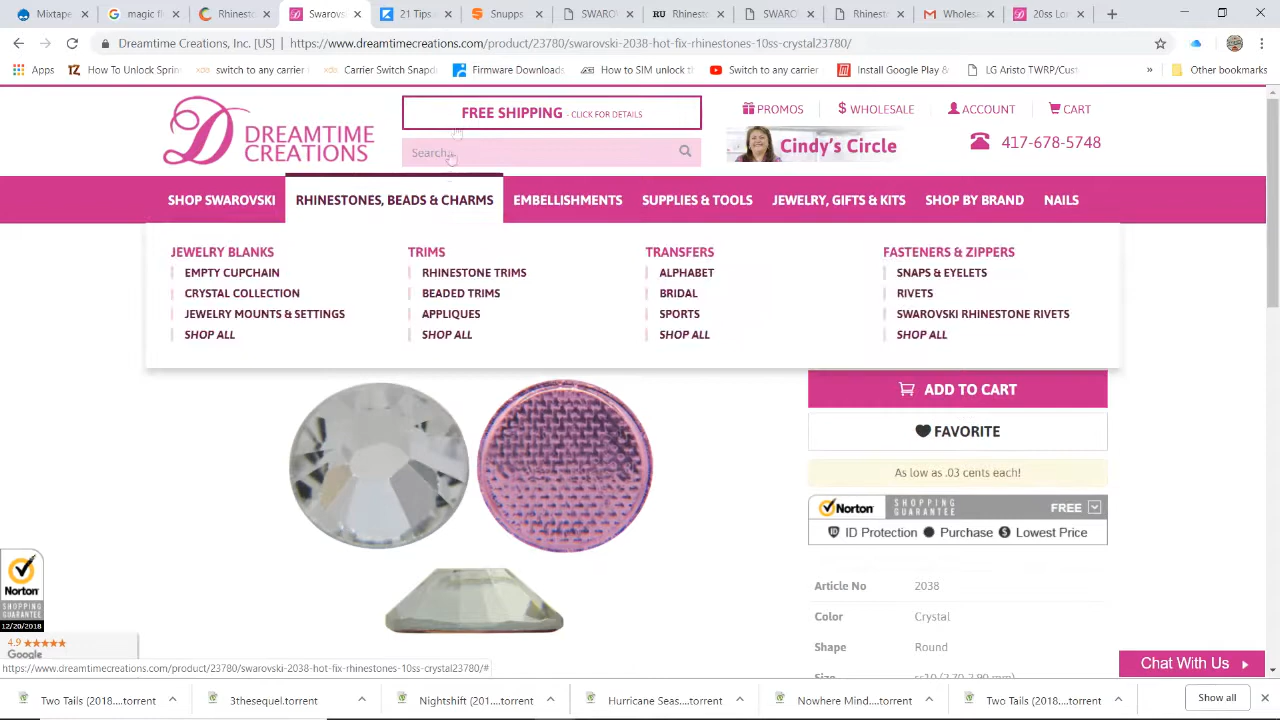 Mixtape
magic fl
Swarovs
21 Tips
Shipping
SWARO
Rhines
SWARC
Rhines
Wholes
20ss Lo
Dreamtime Creations, Inc. [US] | https://www.dreamtimecreations.com/product/23780/swarovski-2038-hot-fix-rhinestones-10ss-crystal23780/
Apps
How To Unlock Sprin
switch to any carrier
Carrier Switch Snapd
Firmware Downloads
How to SIM unlock t
Switch to any carrier
Install Google Play &
LG Aristo TWRP/Cust
»
Other bookmarks
DREAMTIME CREATIONS
FREE SHIPPING - CLICK FOR DETAILS
Search
PROMOS
WHOLESALE
ACCOUNT
CART
Cindy's Circle
417-678-5748
SHOP SWAROVSKI
RHINESTONES, BEADS & CHARMS
EMBELLISHMENTS
SUPPLIES & TOOLS
JEWELRY, GIFTS & KITS
SHOP BY BRAND
NAILS
JEWELRY BLANKS
EMPTY CUPCHAIN
CRYSTAL COLLECTION
JEWELRY MOUNTS & SETTINGS
SHOP ALL
TRIMS
RHINESTONE TRIMS
BEADED TRIMS
APPLIQUES
SHOP ALL
TRANSFERS
ALPHABET
BRIDAL
SPORTS
SHOP ALL
FASTENERS & ZIPPERS
SNAPS & EYELETS
RIVETS
SWAROVSKI RHINESTONE RIVETS
SHOP ALL
ADD TO CART
FAVORITE
As low as .03 cents each!
Norton SHOPPING GUARANTEE FREE
ID Protection Purchase Lowest Price
Article No 2038
Color Crystal
Shape Round
Norton
SHOPPING
GUARANTEE
12/20/2018
4.9 ★★★★★
Google
https://www.dreamtimecreations.com/product/23780/swarovski-2038-hot-fix-rhinestones-10ss-crystal23780/#
Chat With Us
Two Tails (2018....torrent
3thesequel.torrent
Nightshift (201....torrent
Hurricane Seas....torrent
Nowhere Mind....torrent
Two Tails (2018....torrent
Show all